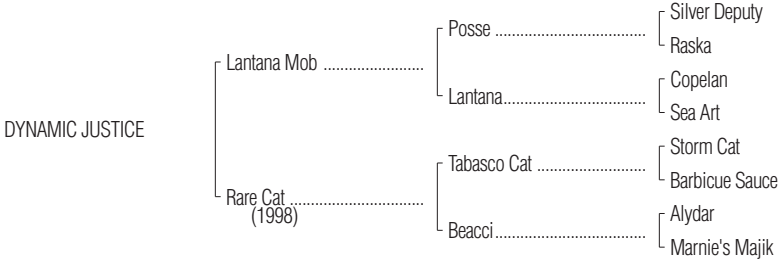 Silver Deputy
Posse ......................................
Raska
Lantana Mob .........................
Copelan
Lantana....................................
Sea Art
DYNAMIC JUSTICE
Storm Cat
Tabasco Cat ...........................
Barbicue Sauce
Rare Cat .................................
(1998)
Alydar
Beacci......................................
Marnie's Majik